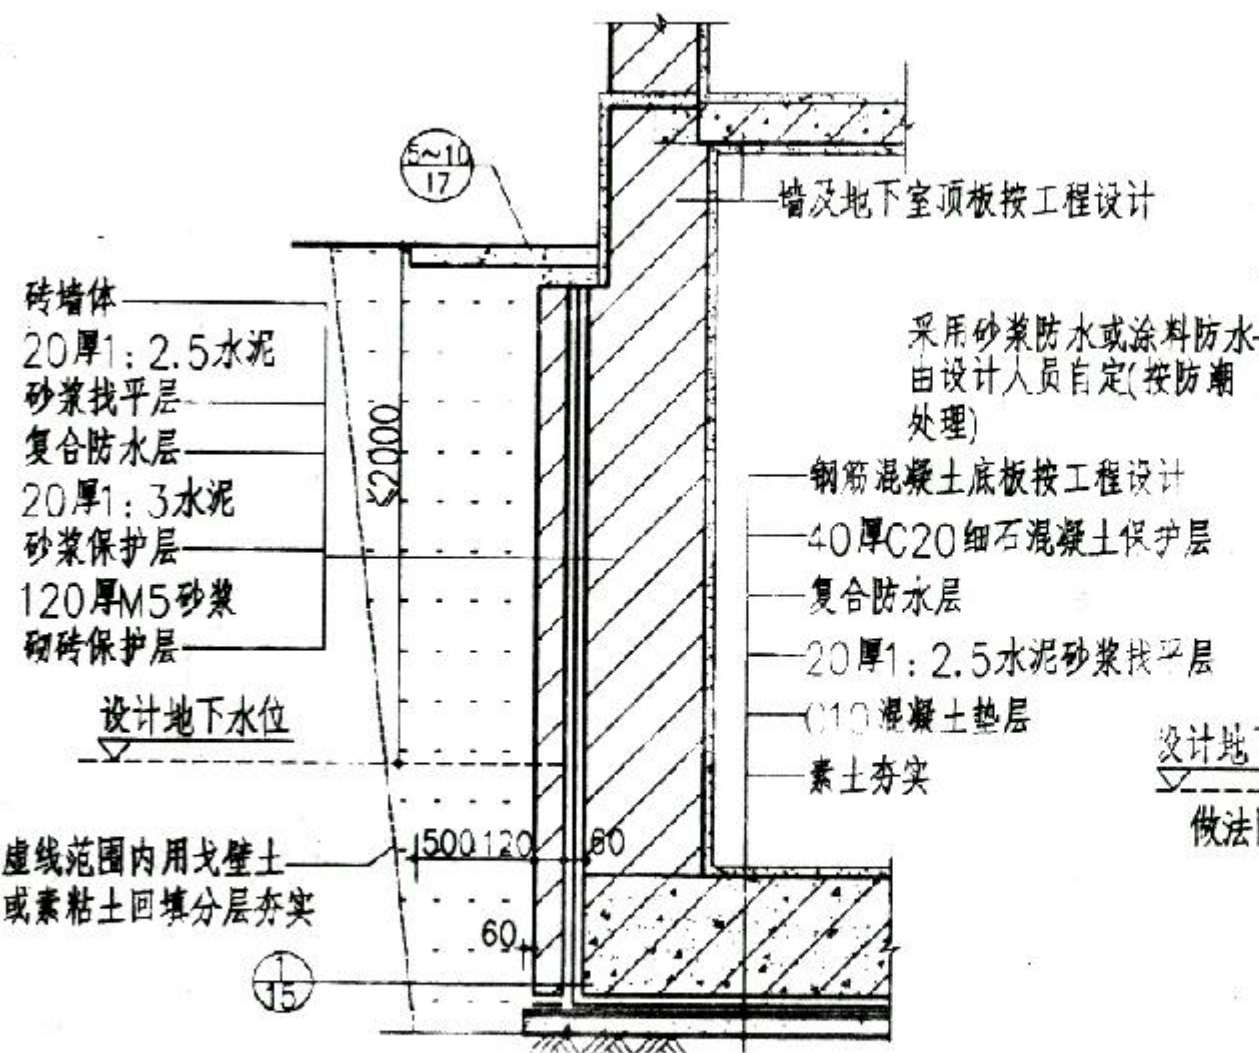 5~10
17
墙及地下室顶板按工程设计
砖墙体
20厚1:2.5水泥
砂浆找平层
复合防水层
20厚1:3水泥
砂浆保护层
120厚M5砂浆
砌砖保护层
≤2000
采用砂浆防水或涂料防水
由设计人员自定(按防潮
处理)
钢筋混凝土底板按工程设计
40厚C20细石混凝土保护层
复合防水层
20厚1:2.5水泥砂浆找平层
C10混凝土垫层
素土夯实
设计地下水位
设计地
做法
虚线范围内用戈壁土
或素粘土回填分层夯实
500 120 60
60
1
15